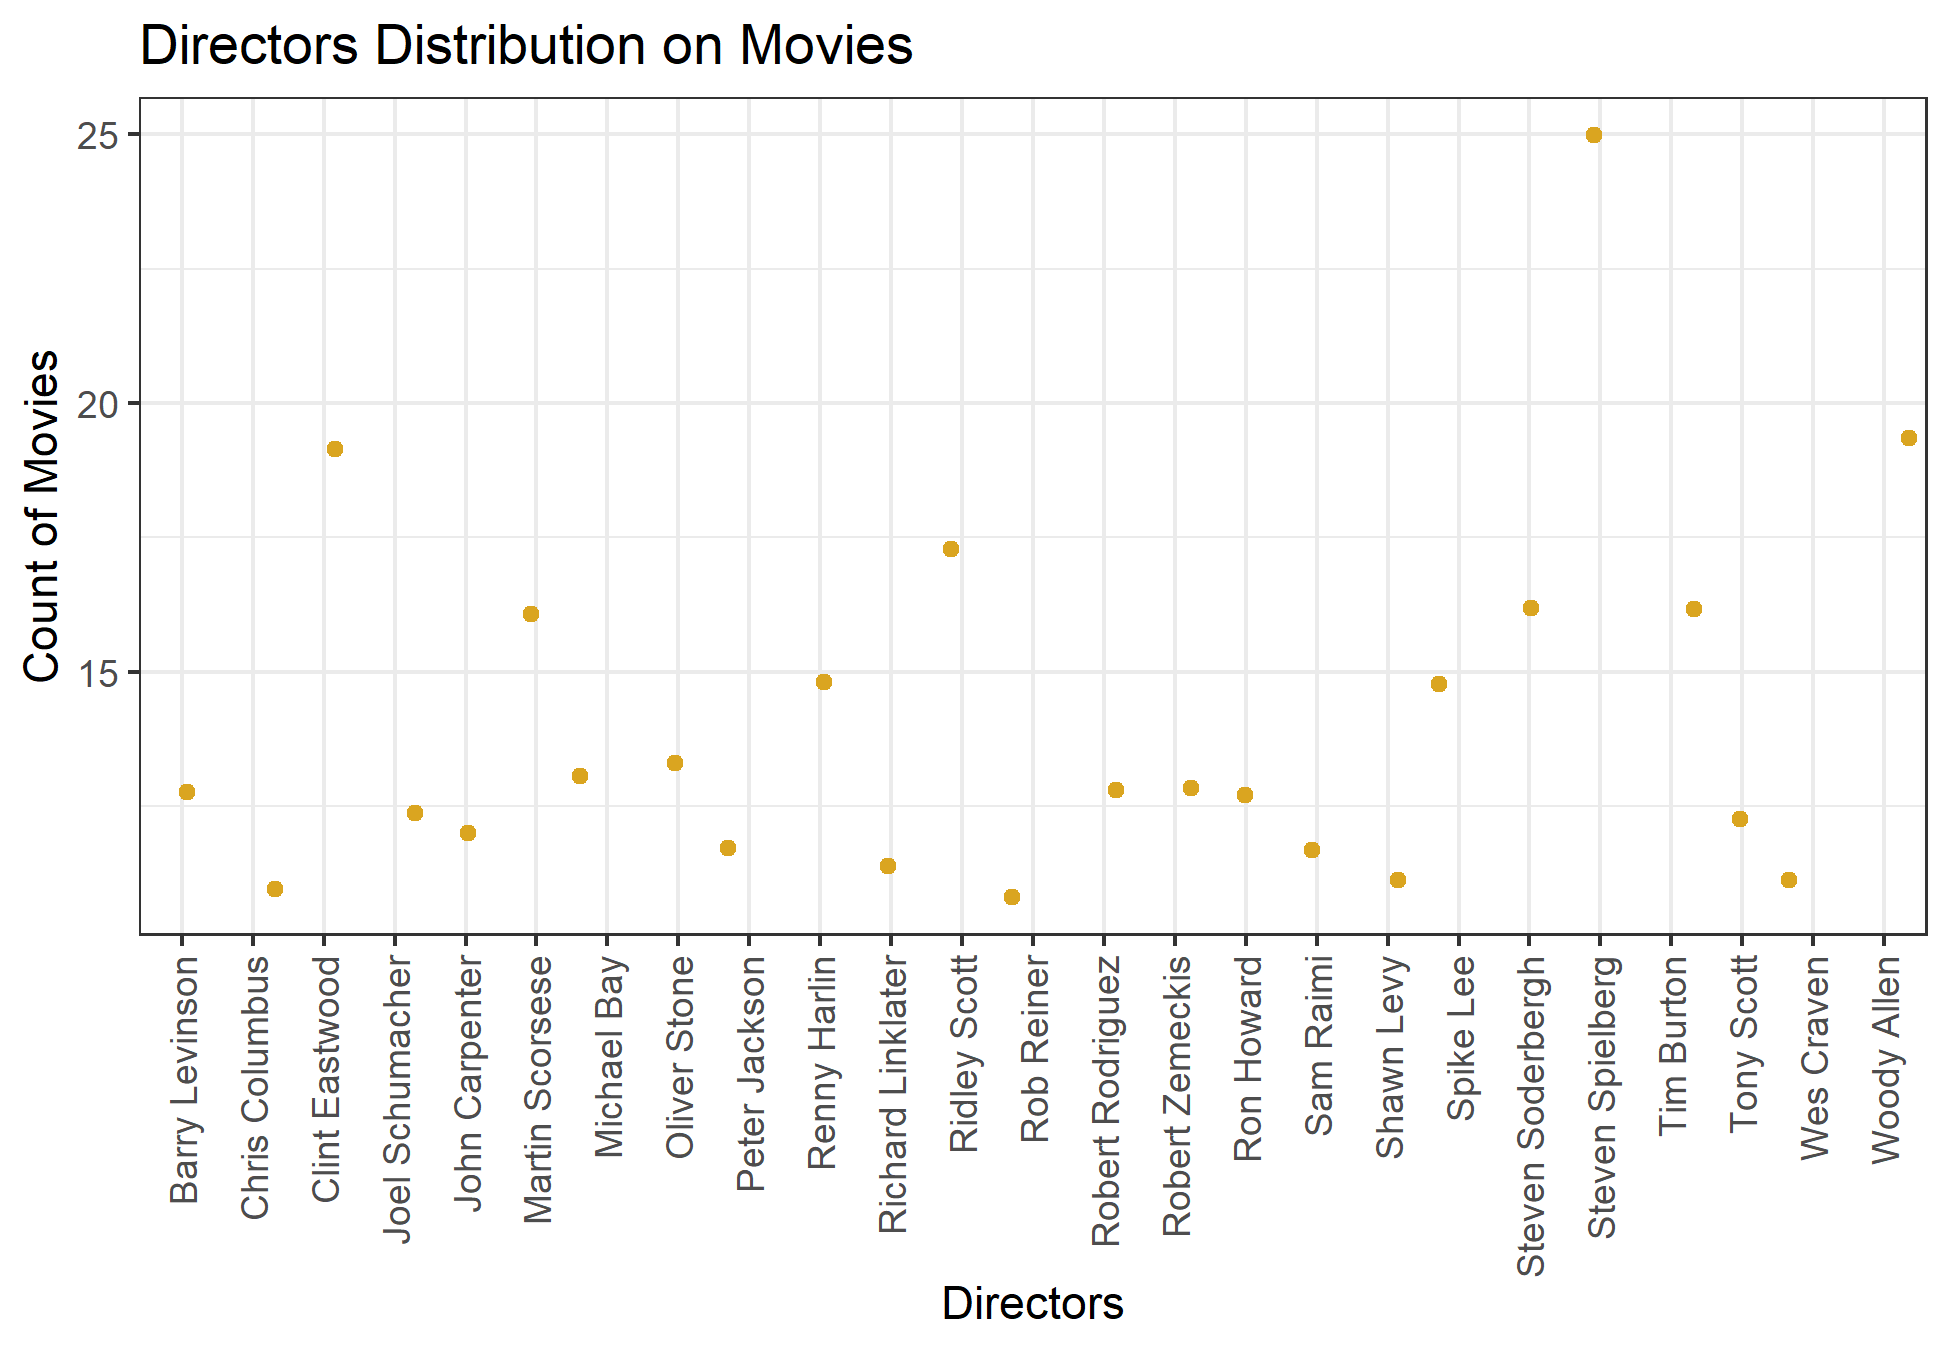 Directors Distribution on Movies
Count of Movies
25
20
15
Barry Levinson
Chris Columbus
Clint Eastwood
Joel Schumacher
John Carpenter
Martin Scorsese
Michael Bay
Oliver Stone
Peter Jackson
Renny Harlin
Richard Linklater
Ridley Scott
Rob Reiner
Robert Rodriguez
Robert Zemeckis
Ron Howard
Sam Raimi
Shawn Levy
Spike Lee
Steven Soderbergh
Steven Spielberg
Tim Burton
Tony Scott
Wes Craven
Woody Allen
Directors